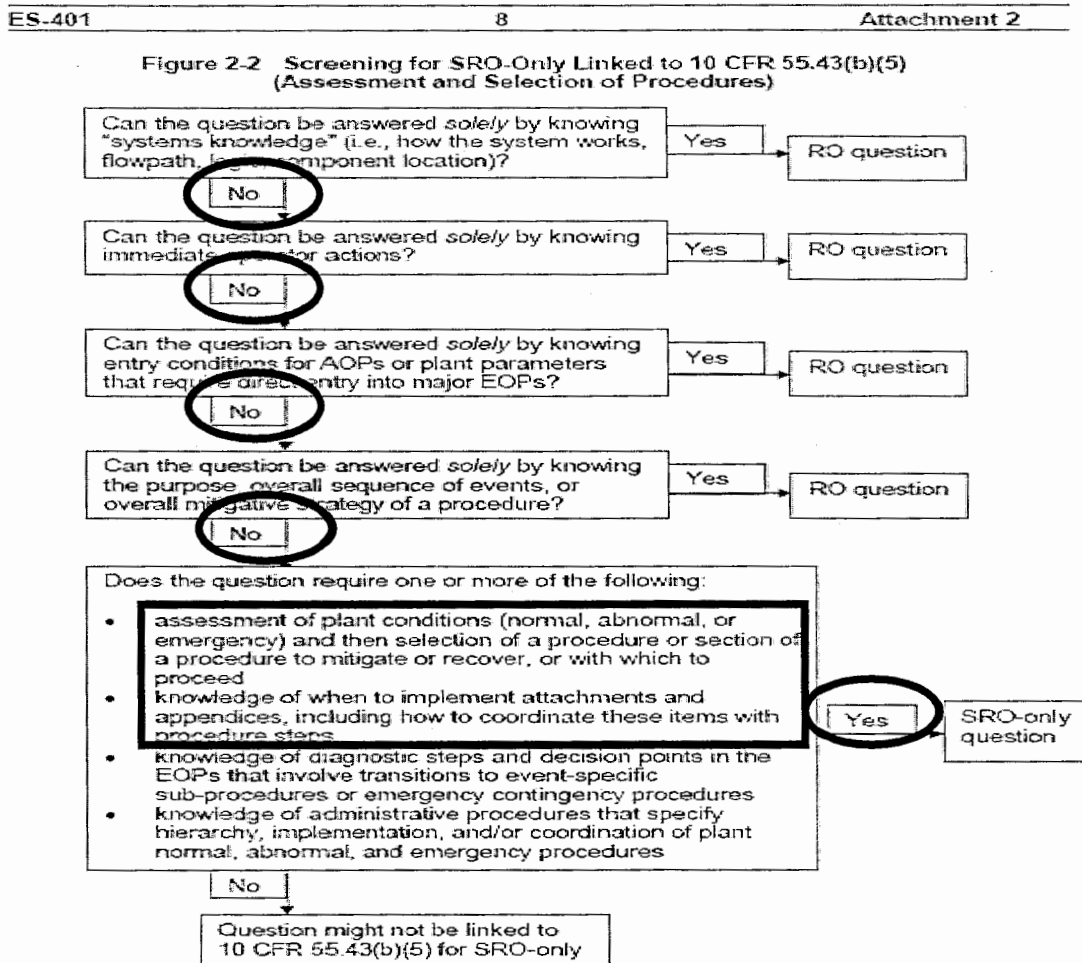 ES-401 8 Attachment 2
Figure 2-2 Screening for SRO-Only Linked to 10 CFR 55.43(b)(5)
(Assessment and Selection of Procedures)
Can the question be answered solely by knowing
"systems knowledge" (i.e., how the system works,
flowpath, logic, component location)?
Yes
RO question
No
Can the question be answered solely by knowing
immediate operator actions?
Yes
RO question
No
Can the question be answered solely by knowing
entry conditions for AOPs or plant parameters
that require direct entry into major EOPs?
Yes
RO question
No
Can the question be answered solely by knowing
the purpose, overall sequence of events, or
overall mitigative strategy of a procedure?
Yes
RO question
No
Does the question require one or more of the following:
• assessment of plant conditions (normal, abnormal, or
emergency) and then selection of a procedure or section of
a procedure to mitigate or recover, or with which to
proceed
• knowledge of when to implement attachments and
appendices, including how to coordinate these items with
procedure steps
• knowledge of diagnostic steps and decision points in the
EOPs that involve transitions to event-specific
sub-procedures or emergency contingency procedures
• knowledge of administrative procedures that specify
hierarchy, implementation, and/or coordination of plant
normal, abnormal, and emergency procedures
Yes
SRO-only
question
No
Question might not be linked to
10 CFR 55.43(b)(5) for SRO-only